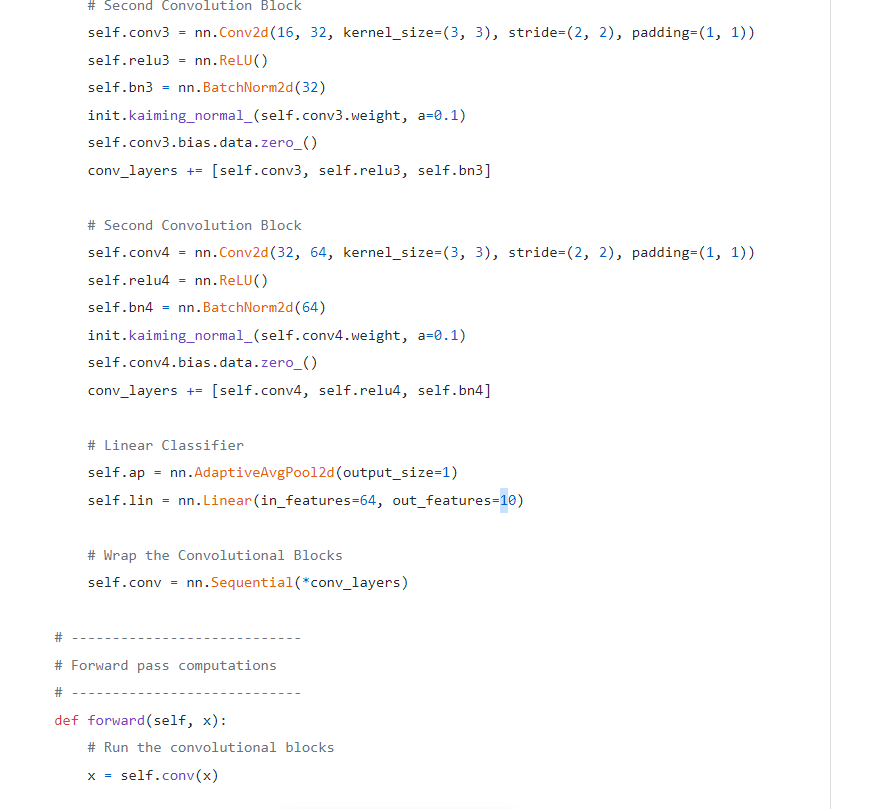 # Second Convolution Block
self.conv3 = nn.Conv2d(16, 32, kernel_size=(3, 3), stride=(2, 2), padding=(1, 1))
self.relu3 = nn.ReLU()
self.bn3 = nn.BatchNorm2d(32)
init.kaiming_normal_(self.conv3.weight, a=0.1)
self.conv3.bias.data.zero_()
conv_layers += [self.conv3, self.relu3, self.bn3]

# Second Convolution Block
self.conv4 = nn.Conv2d(32, 64, kernel_size=(3, 3), stride=(2, 2), padding=(1, 1))
self.relu4 = nn.ReLU()
self.bn4 = nn.BatchNorm2d(64)
init.kaiming_normal_(self.conv4.weight, a=0.1)
self.conv4.bias.data.zero_()
conv_layers += [self.conv4, self.relu4, self.bn4]

# Linear Classifier
self.ap = nn.AdaptiveAvgPool2d(output_size=1)
self.lin = nn.Linear(in_features=64, out_features=10)

# Wrap the Convolutional Blocks
self.conv = nn.Sequential(*conv_layers)

# ----------------------------
# Forward pass computations
# ----------------------------
def forward(self, x):
# Run the convolutional blocks
x = self.conv(x)